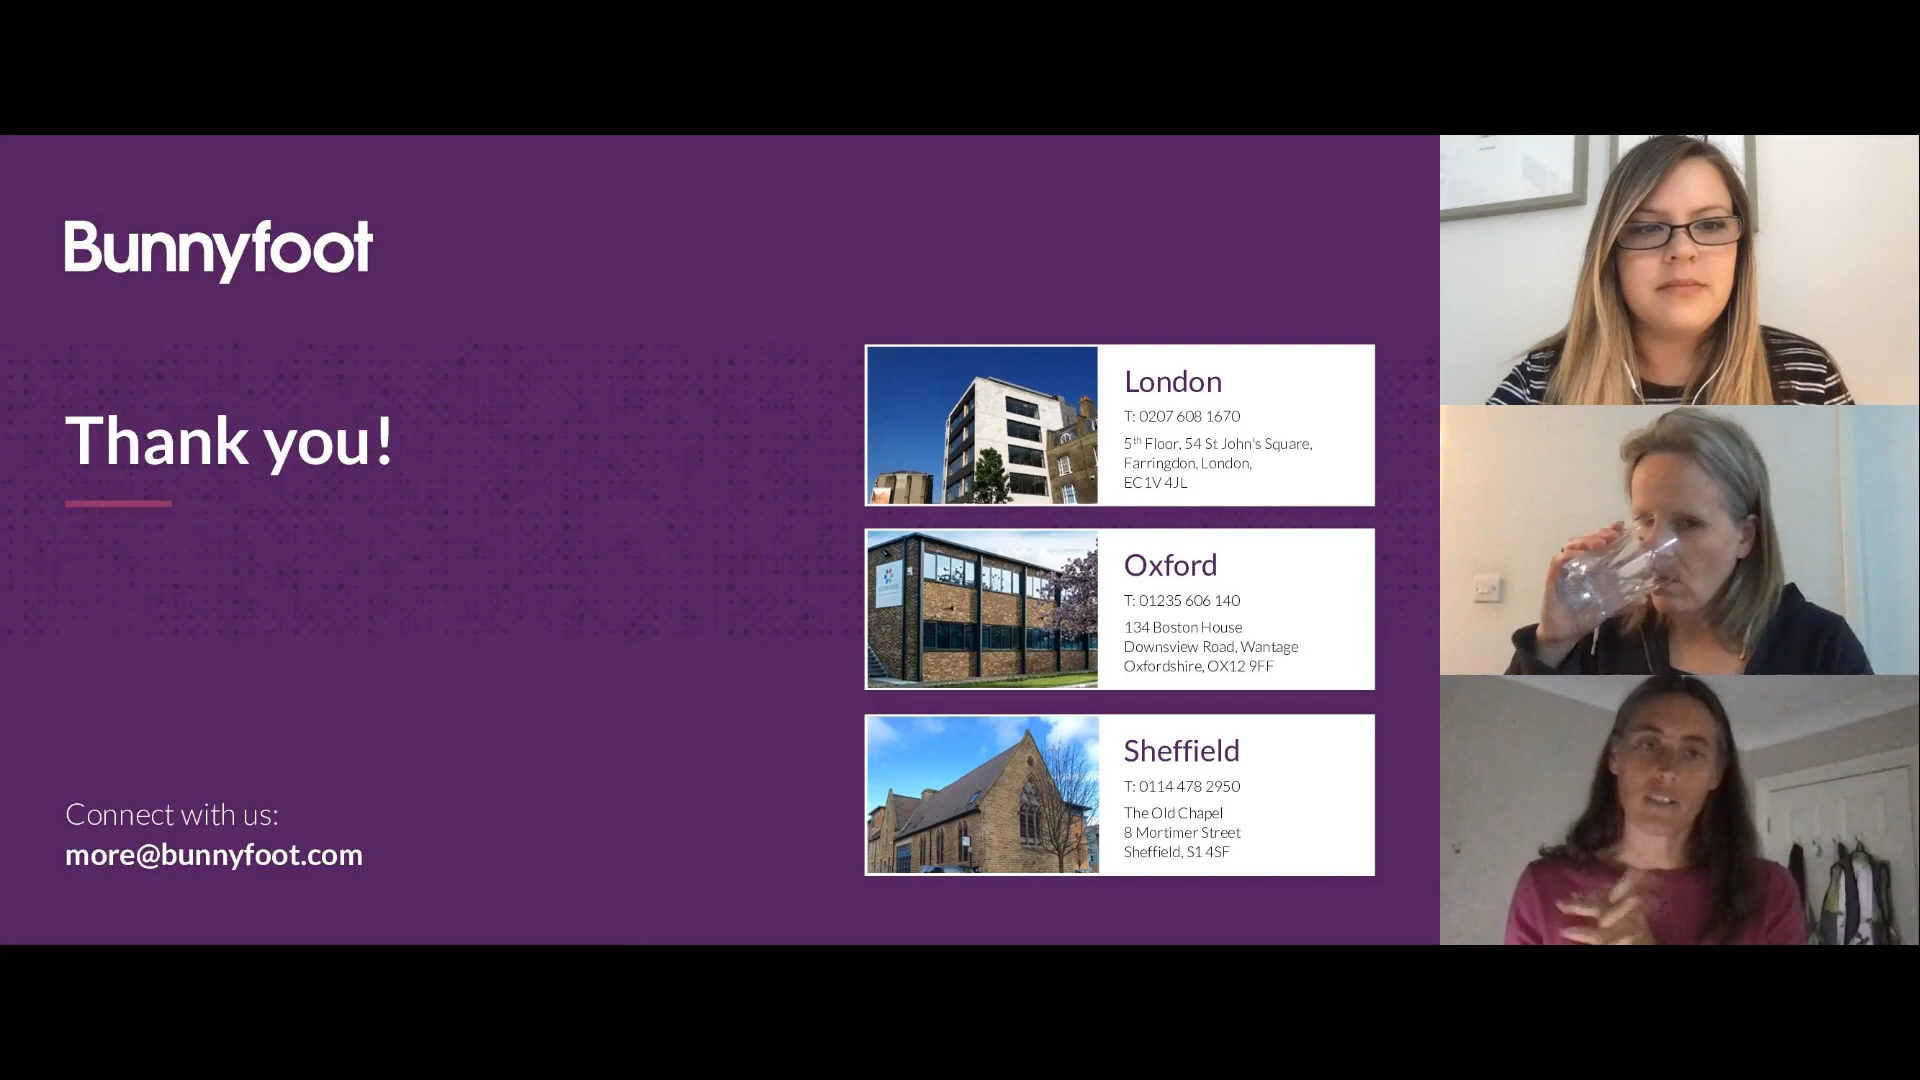 Bunnyfoot
Thank you!
Connect with us:
more@bunnyfoot.com
London
T: 0207 608 1670
5th Floor, 54 St John's Square,
Farringdon, London,
EC1V 4JL
Oxford
T: 01235 606 140
134 Boston House
Downsview Road, Wantage
Oxfordshire, OX12 9FF
Sheffield
T: 0114 478 2950
The Old Chapel
8 Mortimer Street
Sheffield, S1 4SF